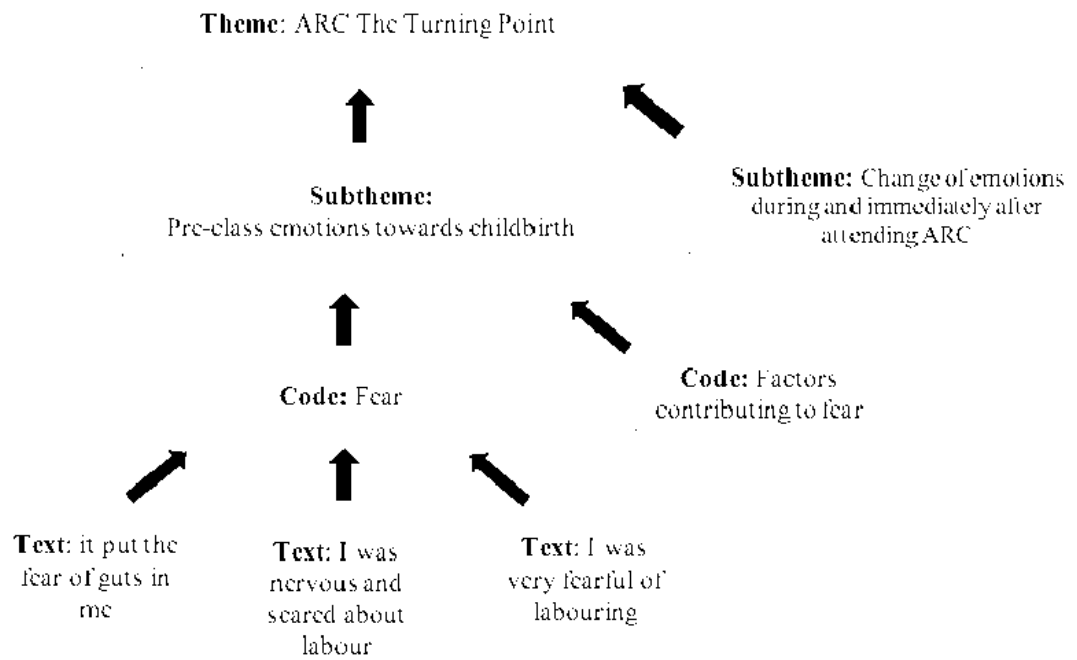 Theme: ARC The Turning Point
Subtheme:
Pre-class emotions towards childbirth
Subtheme: Change of emotions
during and immediately after
attending ARC
Code: Fear
Code: Factors
contributing to fear
Text: it put the
fear of guts in
me
Text: I was
nervous and
scared about
labour
Text: I was
very fearful of
labouring